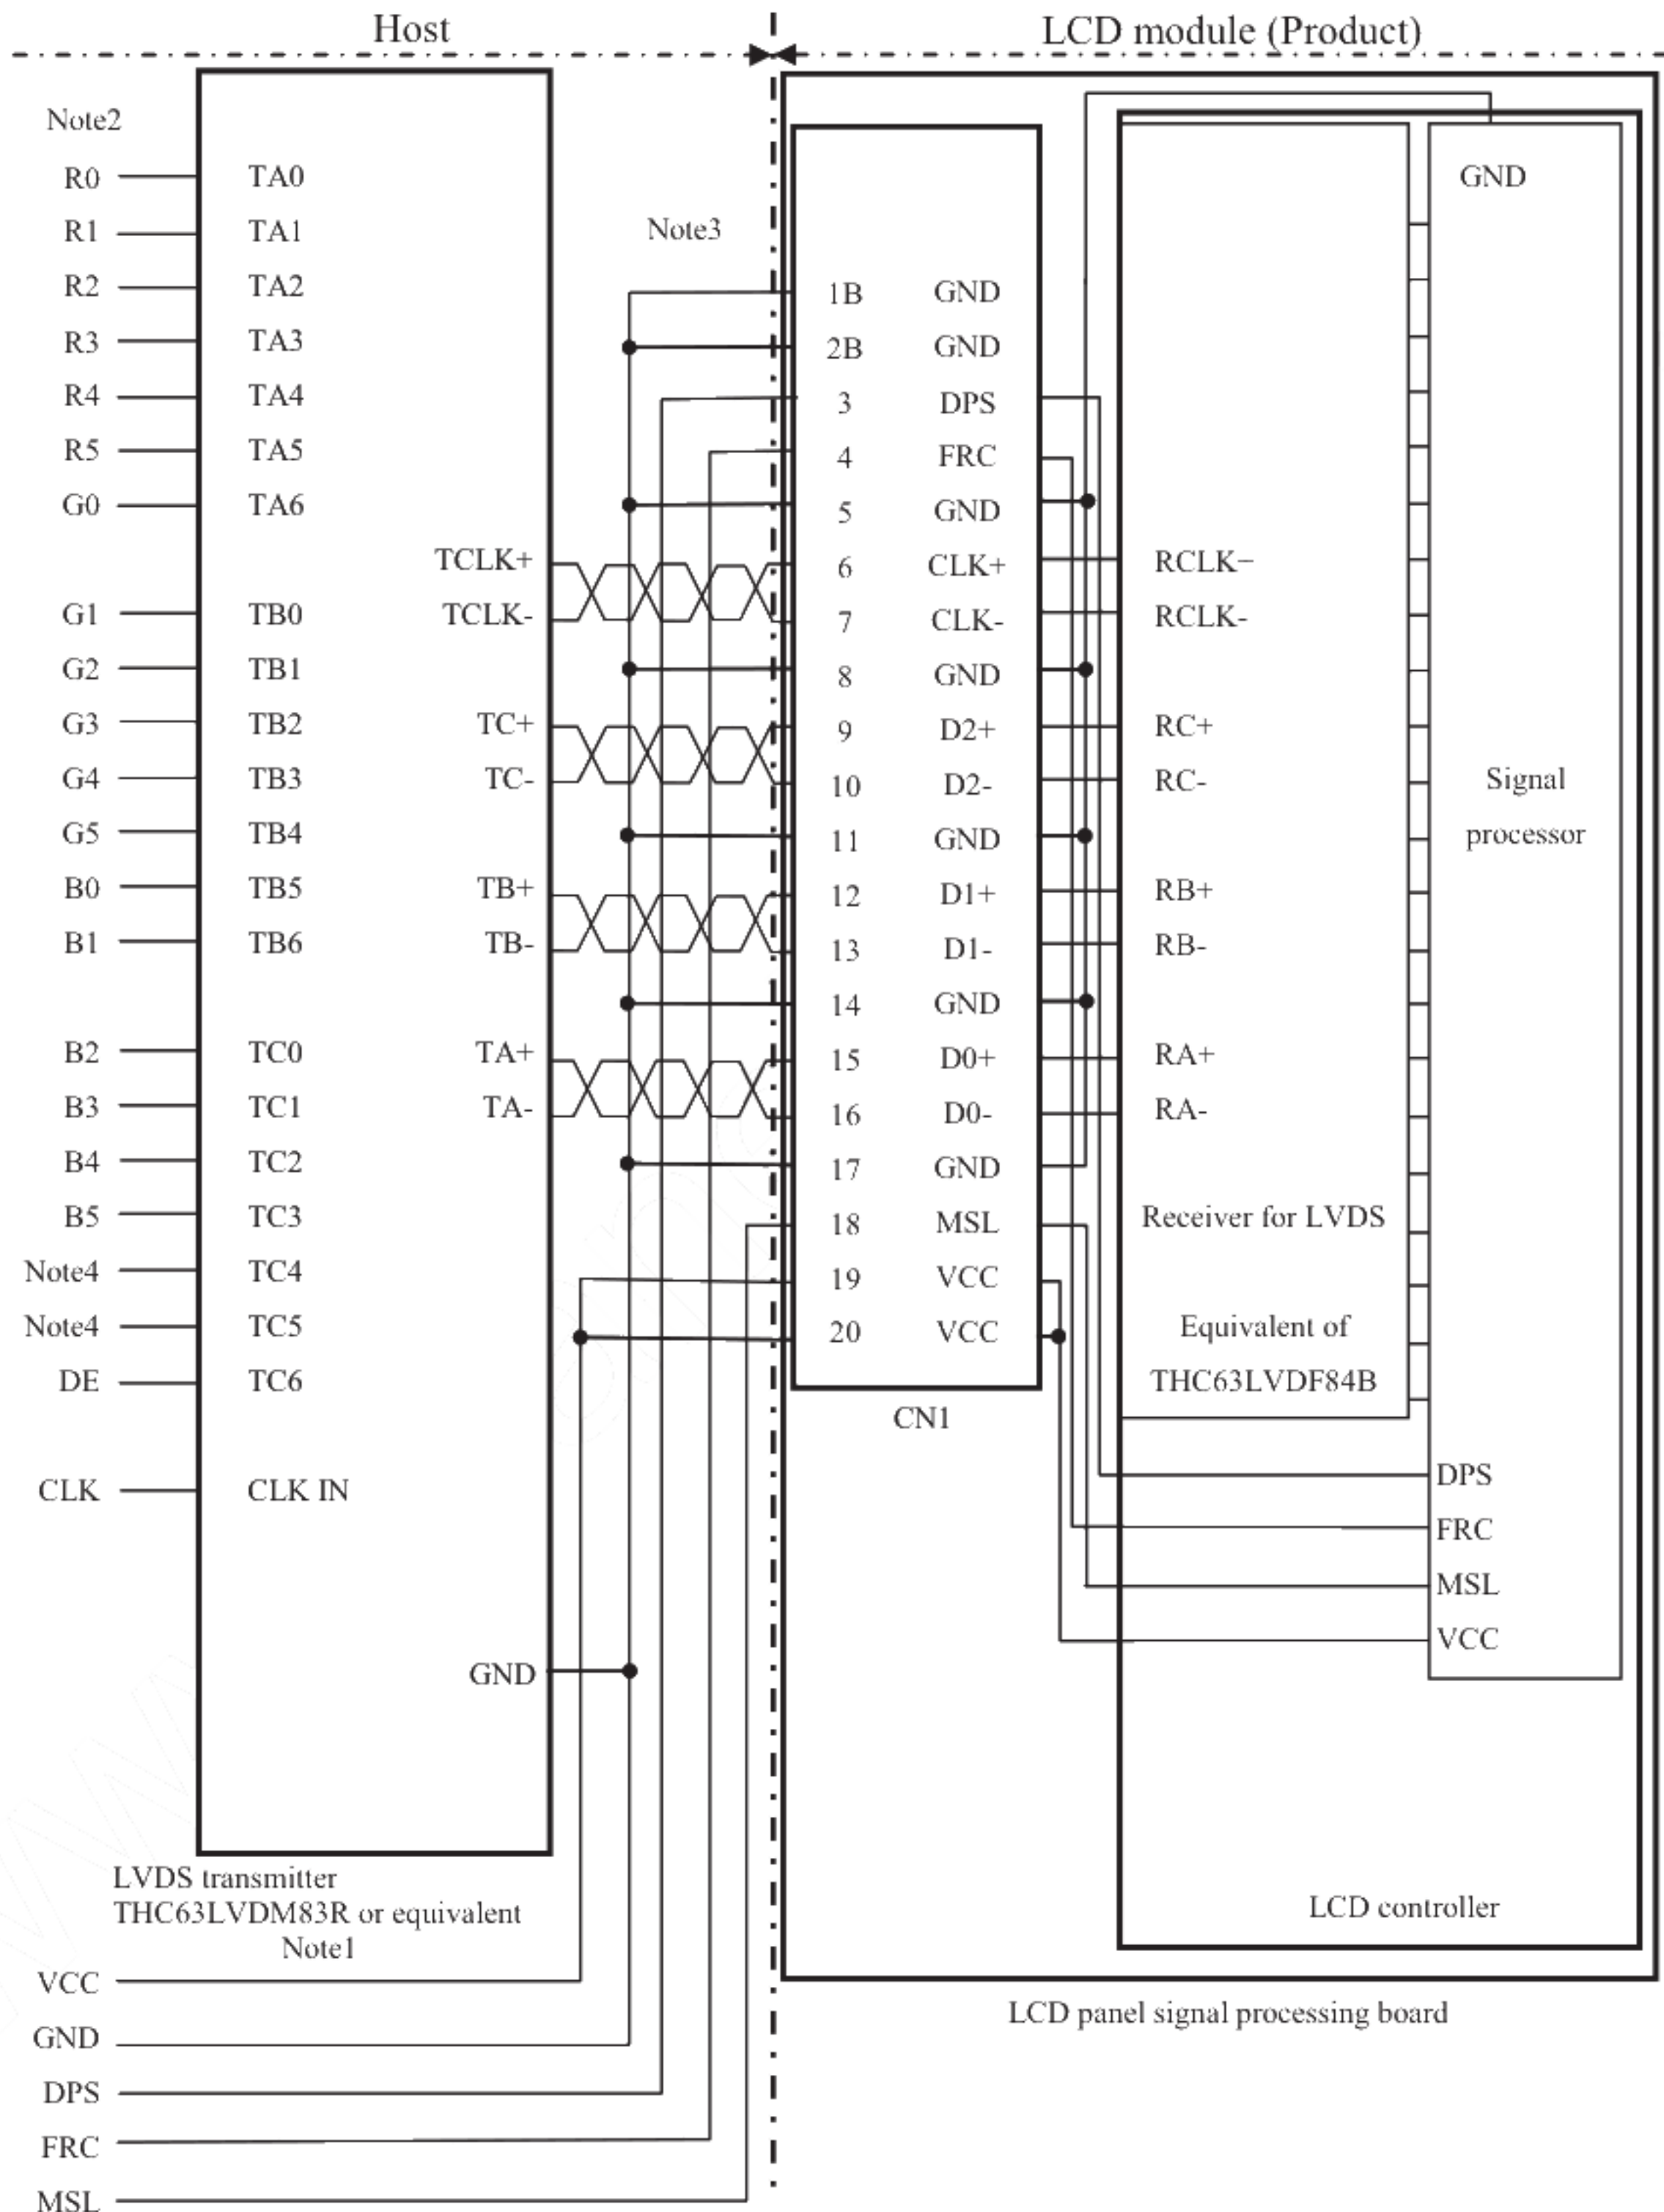 Host
LCD module (Product)
Note2
R0 TA0
R1 TA1
R2 TA2
R3 TA3
R4 TA4
R5 TA5
G0 TA6
G1 TB0
G2 TB1
G3 TB2
G4 TB3
G5 TB4
B0 TB5
B1 TB6
B2 TC0
B3 TC1
B4 TC2
B5 TC3
Note4 TC4
Note4 TC5
DE TC6
CLK CLK IN
TCLK+
TCLK-
TC+
TC-
TB+
TB-
TA+
TA-
GND
LVDS transmitter
THC63LVDM83R or equivalent
Note1
VCC
GND
DPS
FRC
MSL
Note3
1B GND
2B GND
3 DPS
4 FRC
5 GND
6 CLK+
7 CLK-
8 GND
9 D2+
10 D2-
11 GND
12 D1+
13 D1-
14 GND
15 D0+
16 D0-
17 GND
18 MSL
19 VCC
20 VCC
CN1
RCLK-
RCLK-
RC+
RC-
RB+
RB-
RA+
RA-
Receiver for LVDS
Equivalent of
THC63LVDF84B
GND
Signal
processor
DPS
FRC
MSL
VCC
LCD controller
LCD panel signal processing board